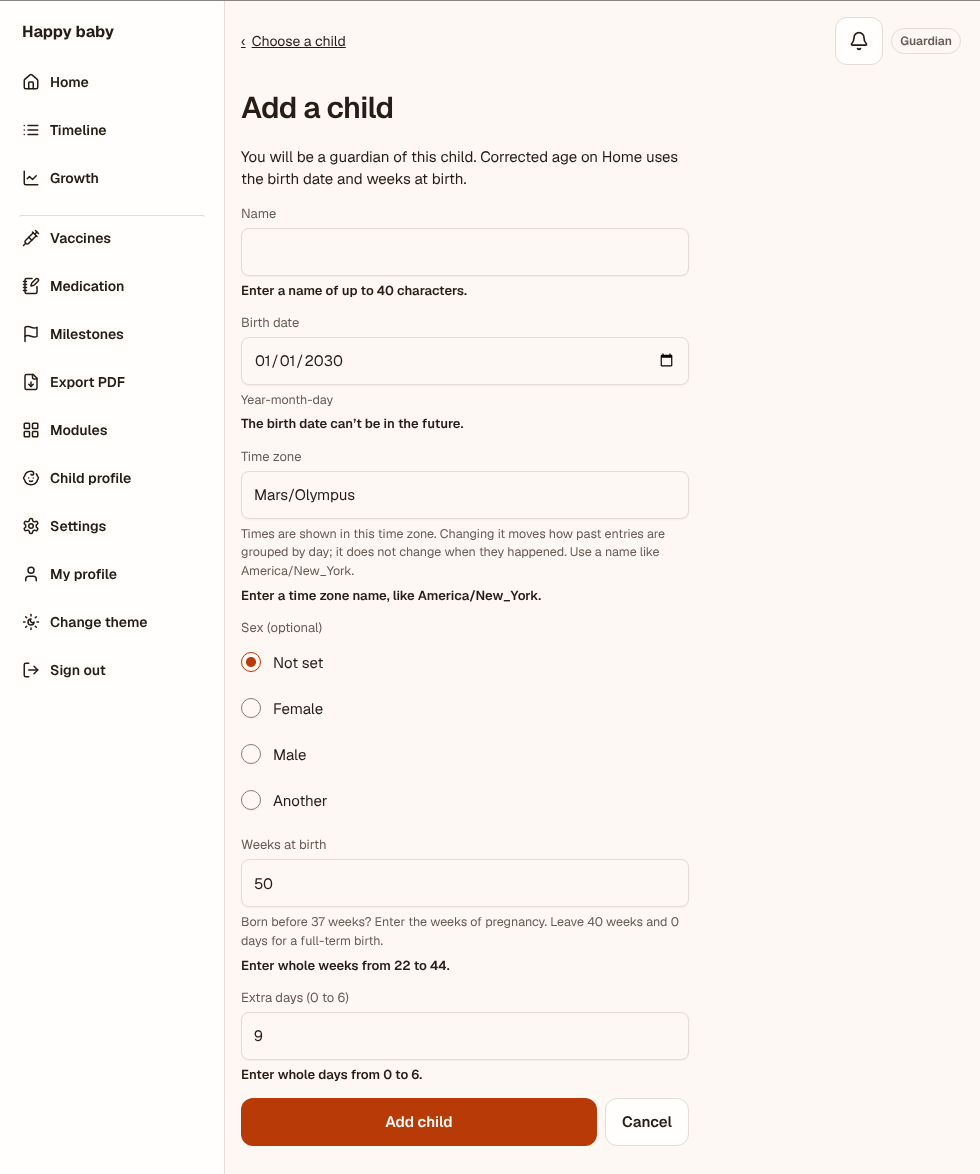 Happy baby
Home
Timeline
Growth
Vaccines
Medication
Milestones
Export PDF
Modules
Child profile
Settings
My profile
Change theme
Sign out
‹ Choose a child
Guardian
Add a child
You will be a guardian of this child. Corrected age on Home uses
the birth date and weeks at birth.
Name
Enter a name of up to 40 characters.
Birth date
01/01/2030
Year-month-day
The birth date can’t be in the future.
Time zone
Mars/Olympus
Times are shown in this time zone. Changing it moves how past entries are
grouped by day; it does not change when they happened. Use a name like
America/New_York.
Enter a time zone name, like America/New_York.
Sex (optional)
Not set
Female
Male
Another
Weeks at birth
50
Born before 37 weeks? Enter the weeks of pregnancy. Leave 40 weeks and 0
days for a full-term birth.
Enter whole weeks from 22 to 44.
Extra days (0 to 6)
9
Enter whole days from 0 to 6.
Add child
Cancel